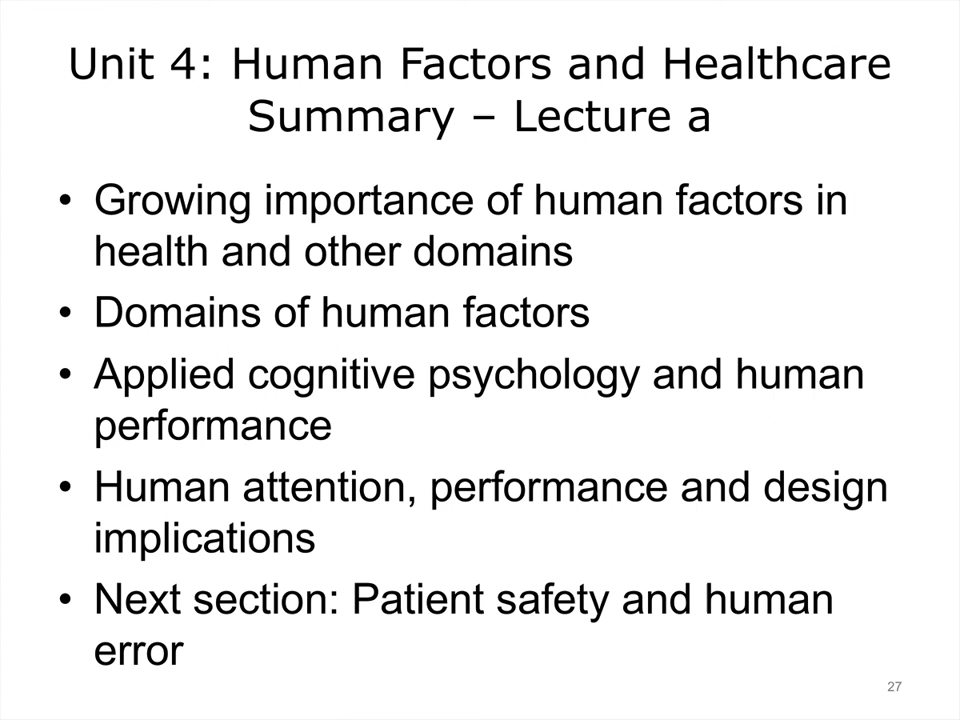 Unit 4: Human Factors and Healthcare
Summary – Lecture a
• Growing importance of human factors in
health and other domains
• Domains of human factors
• Applied cognitive psychology and human
performance
• Human attention, performance and design
implications
• Next section: Patient safety and human
error
27